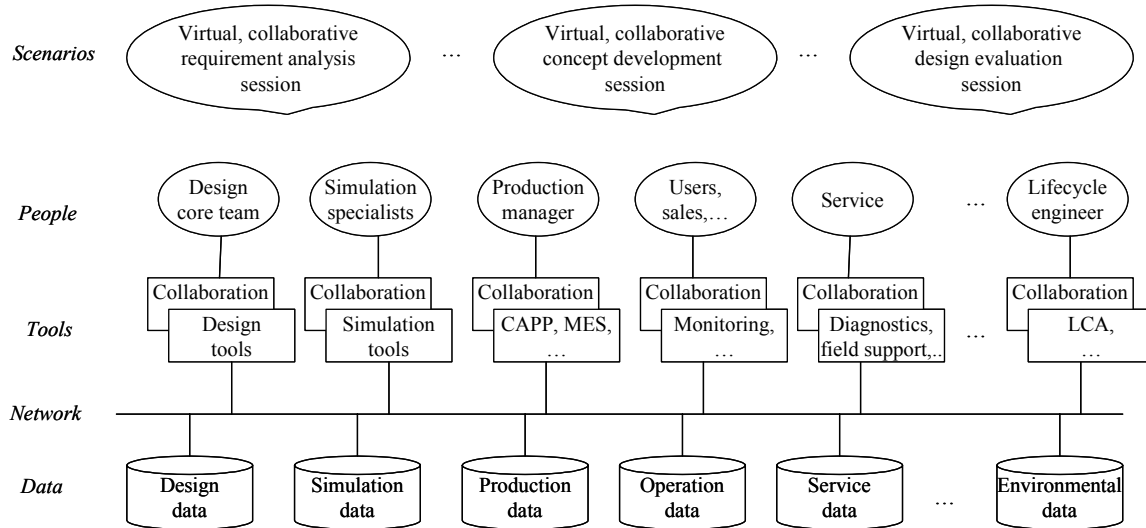 Scenarios
Virtual, collaborative
requirement analysis
session
...
Virtual, collaborative
concept development
session
...
Virtual, collaborative
design evaluation
session
People
Design
core team
Simulation
specialists
Production
manager
Users,
sales,...
Service
...
Lifecycle
engineer
Tools
Collaboration
Design
tools
Collaboration
Simulation
tools
Collaboration
CAPP, MES,
...
Collaboration
Monitoring,
...
Collaboration
Diagnostics,
field support,..
...
Collaboration
LCA,
...
Network
Data
Design
data
Simulation
data
Production
data
Operation
data
Service
data
...
Environmental
data